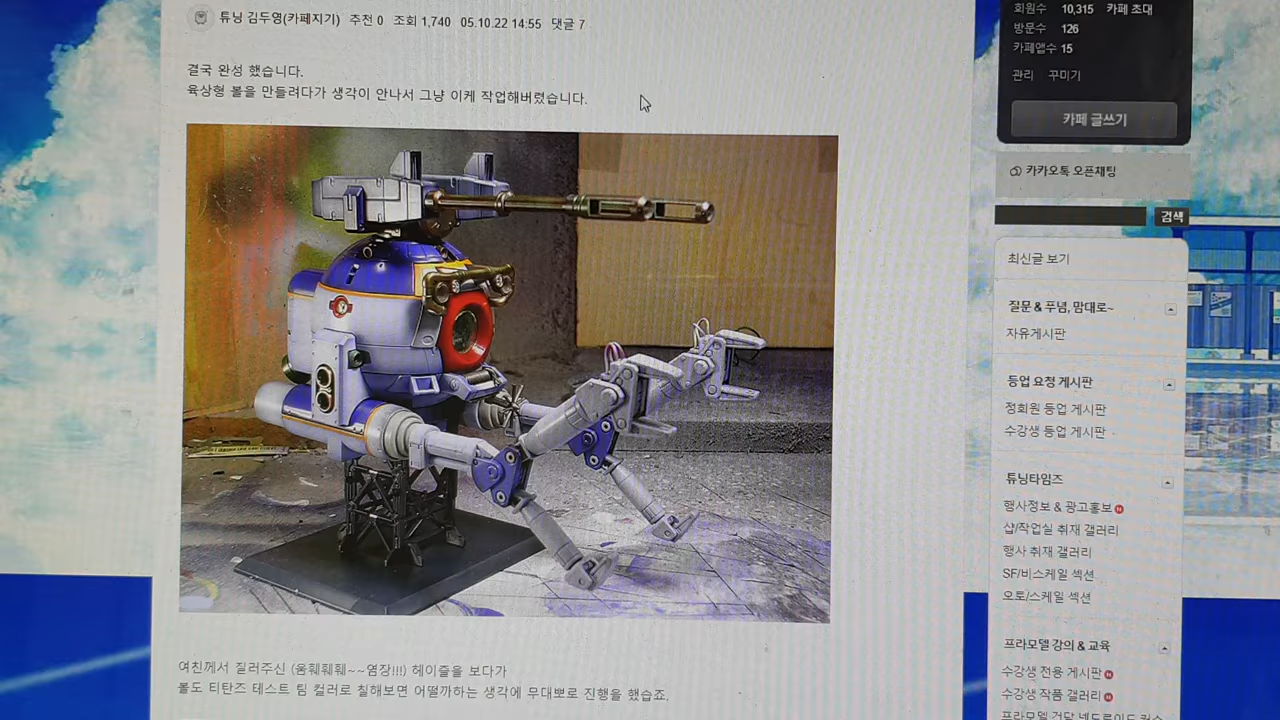 튜닝 김두영(카페지기) 추천 0 조회 1,740 05.10.22 14:55 댓글 7
결국 완성 했습니다.
육상형 볼을 만들려다가 생각이 안나서 그냥 이케 작업해버렸습니다.
여친께서 질러주신 (움훼훼훼~~염장!!!) 헤이즐을 보다가
볼도 티탄즈 테스트 팀 컬러로 칠해보면 어떨까하는 생각에 무대뽀로 진행을 했습죠.
회원수 10,315 카페 초대
방문수 126
카페앱수 15
관리 꾸미기
카페 글쓰기
카카오톡 오픈채팅
검색
최신글 보기
질문 & 푸념, 맘대로~
자유게시판
등업 요청 게시판
정회원 등업 게시판
수강생 등업 게시판
튜닝타임즈
행사정보 & 광고홍보 N
샵/작업실 취재 갤러리
행사 취재 갤러리
SF/비스케일 섹션
오토/스케일 섹션
프라모델 강의 & 교육
수강생 전용 게시판 N
수강생 작품 갤러리 N
프라모델 건담